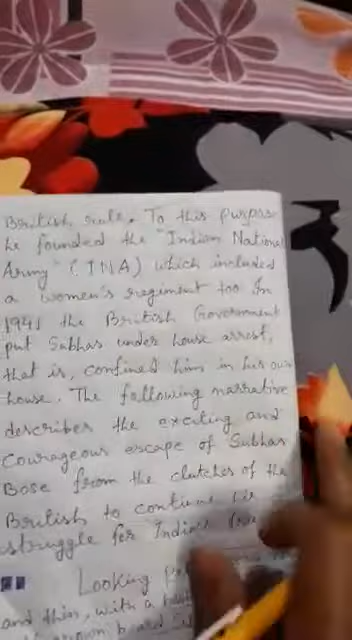 British rule. To this purpose
he founded the "Indian National
Army" (INA) which included
a women's regiment too. In
1941 the British Government
put Subhas under house arrest,
that is, confined him in his own
house. The following narrative
describes the exciting and
Courageous escape of Subhas
Bose from the clutches of the
British to continue his
struggle for India's
Looking
and thin, with a